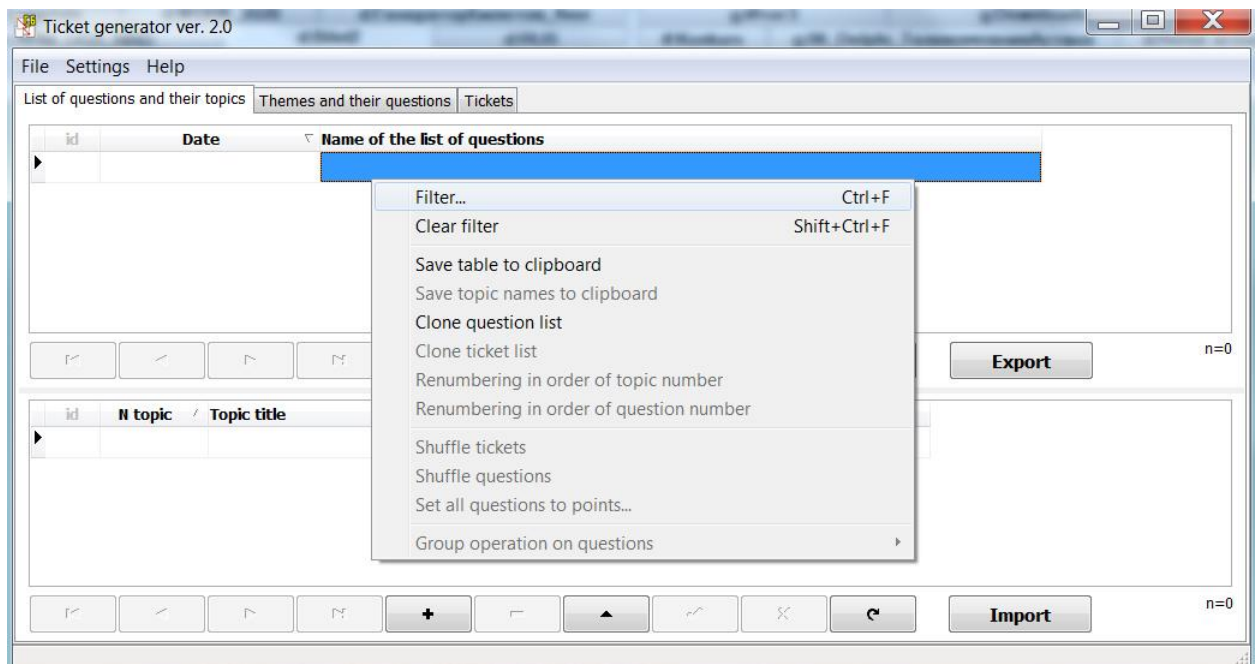 Ticket generator ver. 2.0
File Settings Help
List of questions and their topics Themes and their questions Tickets
id Date Name of the list of questions
Filter... Ctrl+F
Clear filter Shift+Ctrl+F
Save table to clipboard
Save topic names to clipboard
Clone question list
Clone ticket list
Renumbering in order of topic number
Renumbering in order of question number
Shuffle tickets
Shuffle questions
Set all questions to points...
Group operation on questions
Export n=0
id N topic Topic title
Import n=0